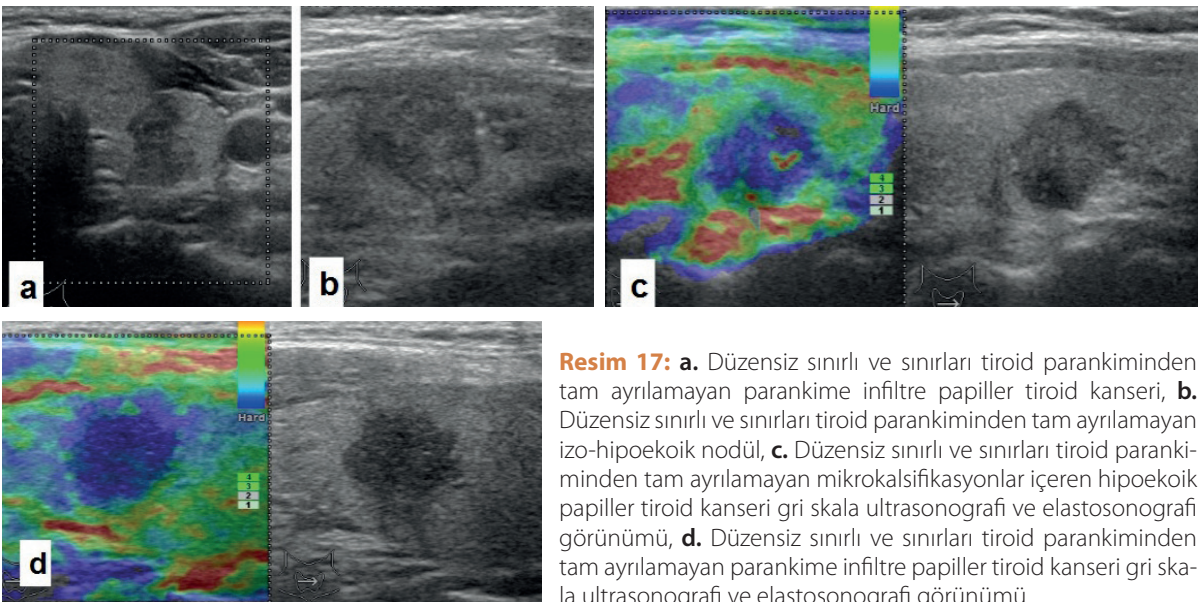 a
b
Hard
4
3
2
1
c
Hard
4
3
2
1
d
Resim 17: a. Düzensiz sınırlı ve sınırları tiroid parankiminden
tam ayrılamayan parankime infiltre papiller tiroid kanseri, b.
Düzensiz sınırlı ve sınırları tiroid parankiminden tam ayrılamayan
izo-hipoekoik nodül, c. Düzensiz sınırlı ve sınırları tiroid paranki-
minden tam ayrılamayan mikrokalsifikasyonlar içeren hipoekoik
papiller tiroid kanseri gri skala ultrasonografi ve elastosonografi
görünümü, d. Düzensiz sınırlı ve sınırları tiroid parankiminden
tam ayrılamayan parankime infiltre papiller tiroid kanseri gri ska-
la ultrasonografi ve elastosonografi görünümü